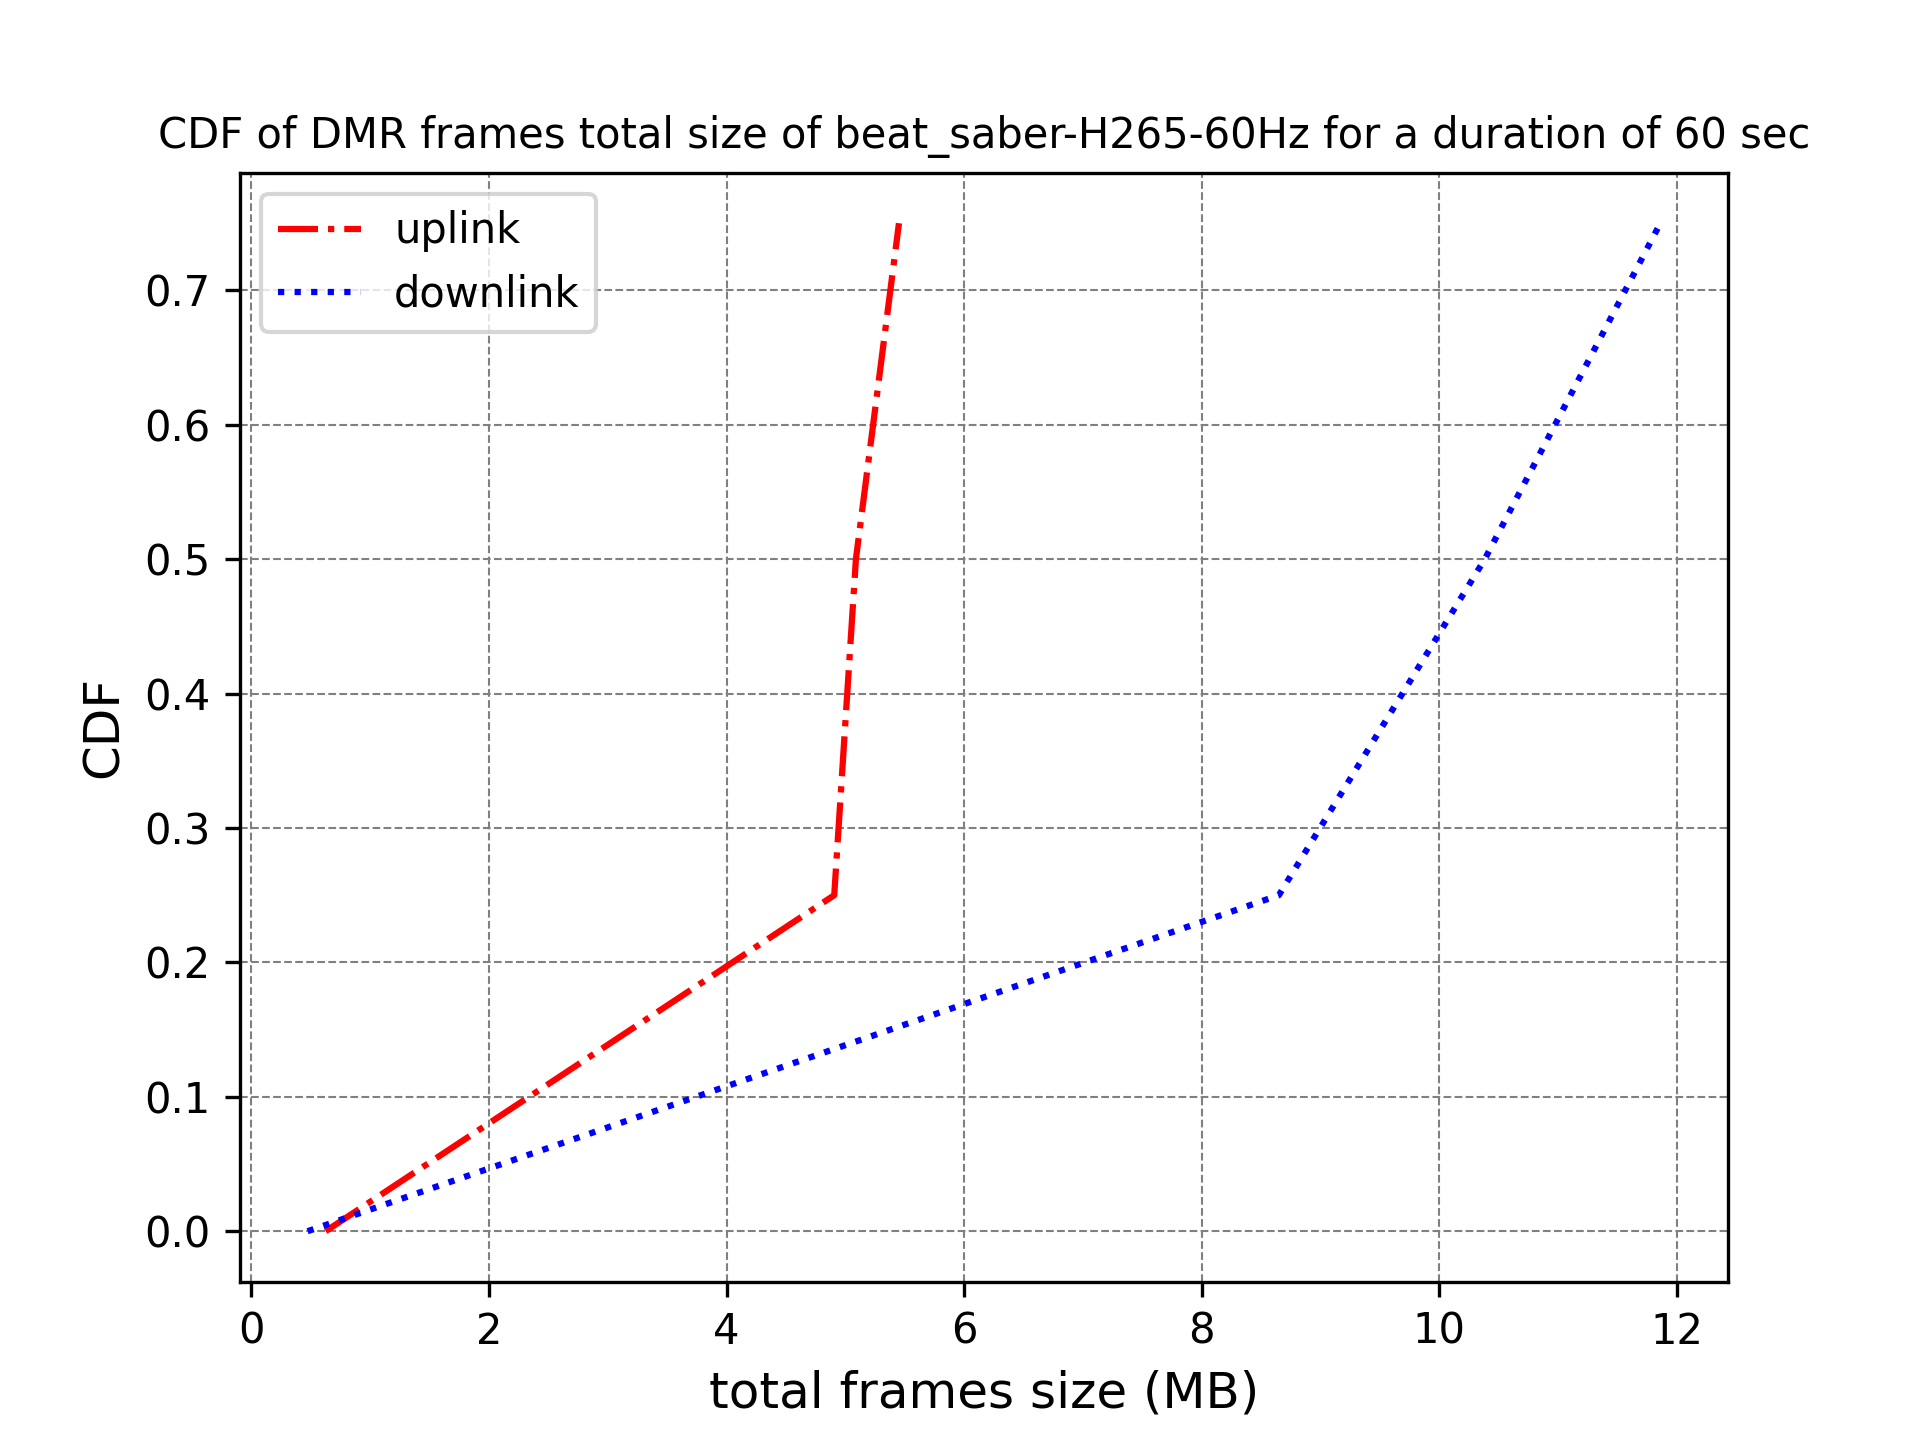 CDF of DMR frames total size of beat_saber-H265-60Hz for a duration of 60 sec
uplink
downlink
0.7
0.6
0.5
0.4
0.3
0.2
0.1
0.0
CDF
0 2 4 6 8 10 12
total frames size (MB)